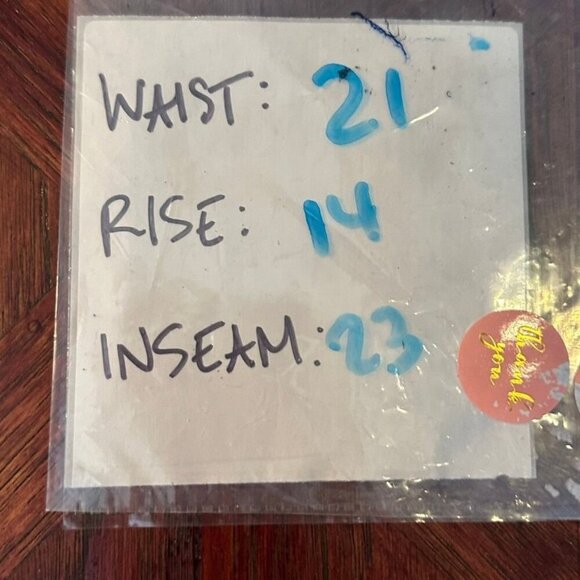 WAIST: 21
RISE: 14
INSEAM: 23
thank
you